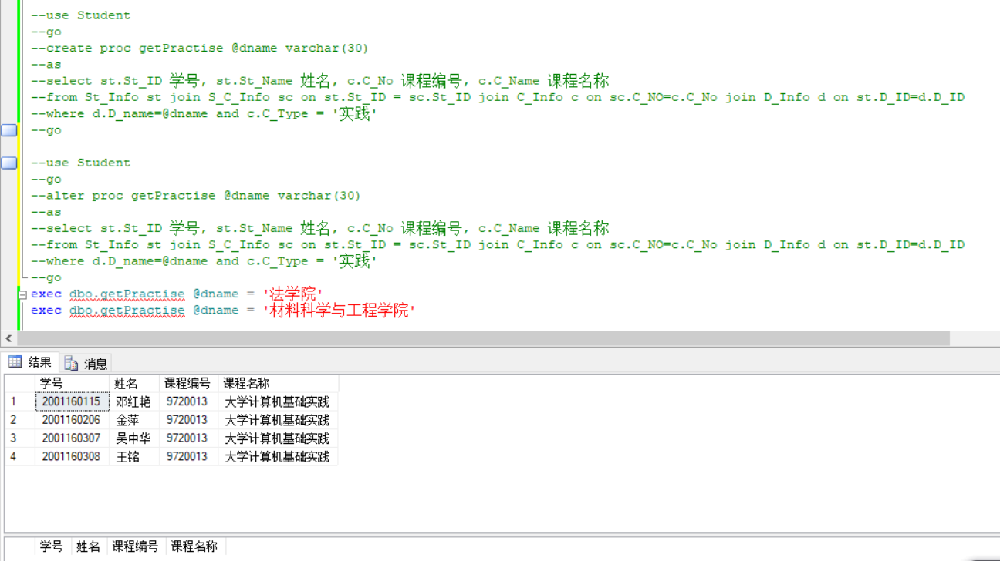 --use Student
--go
--create proc getPractise @dname varchar(30)
--as
--select st.St_ID 学号, st.St_Name 姓名, c.C_No 课程编号, c.C_Name 课程名称
--from St_Info st join S_C_Info sc on st.St_ID = sc.St_ID join C_Info c on sc.C_NO=c.C_No join D_Info d on st.D_ID=d.D_ID
--where d.D_name=@dname and c.C_Type = '实践'
--go
--use Student
--go
--alter proc getPractise @dname varchar(30)
--as
--select st.St_ID 学号, st.St_Name 姓名, c.C_No 课程编号, c.C_Name 课程名称
--from St_Info st join S_C_Info sc on st.St_ID = sc.St_ID join C_Info c on sc.C_NO=c.C_No join D_Info d on st.D_ID=d.D_ID
--where d.D_name=@dname and c.C_Type = '实践'
--go
exec dbo.getPractise @dname = '法学院'
exec dbo.getPractise @dname = '材料科学与工程学院'
结果 消息
学号 姓名 课程编号 课程名称
1 2001160115 邓红艳 9720013 大学计算机基础实践
2 2001160206 金萍 9720013 大学计算机基础实践
3 2001160307 吴中华 9720013 大学计算机基础实践
4 2001160308 王铭 9720013 大学计算机基础实践
学号 姓名 课程编号 课程名称